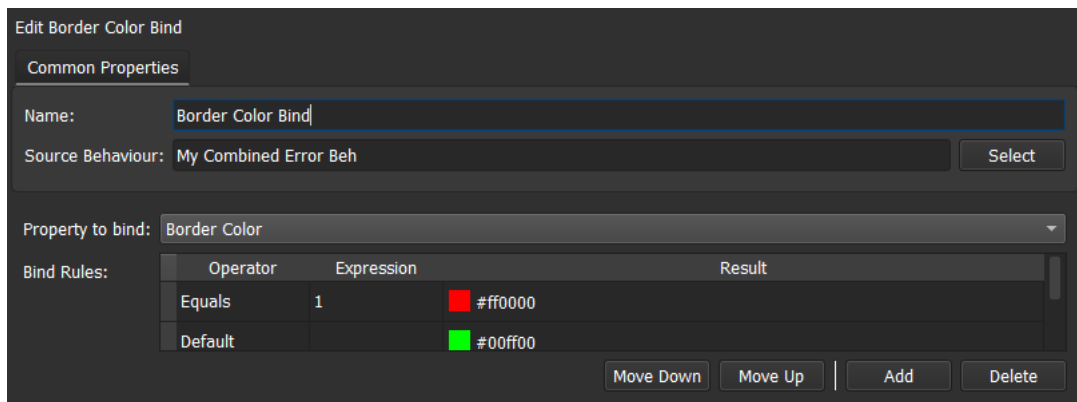 Edit Border Color Bind
Common Properties
Name: Border Color Bind
Source Behaviour: My Combined Error Beh Select
Property to bind: Border Color
Bind Rules: Operator Expression Result
Equals 1 #ff0000
Default #00ff00
Move Down Move Up Add Delete